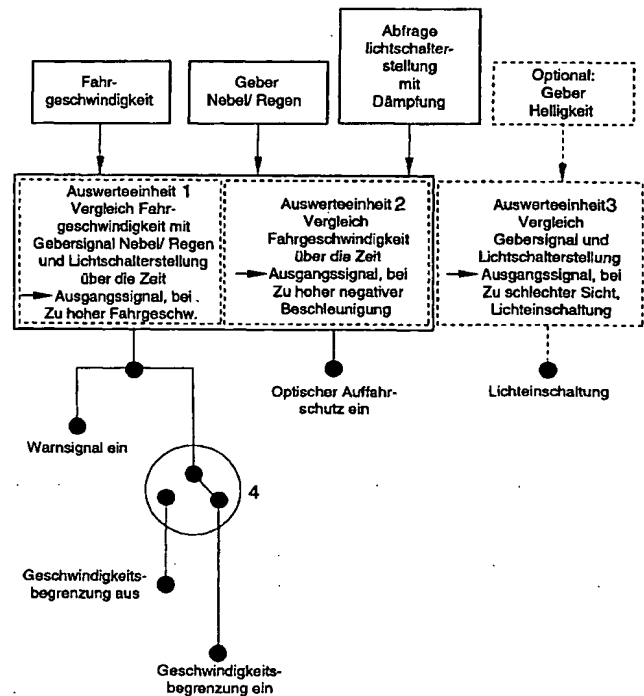 Fahr-
geschwindigkeit
Geber
Nebel/ Regen
Abfrage
lichtschalter-
stellung
mit
Dämpfung
Optional:
Geber
Helligkeit
Auswerteeinheit 1
Vergleich Fahr-
geschwindigkeit mit
Gebersignal Nebel/ Regen
und Lichtschalterstellung
über die Zeit
Ausgangssignal, bei .
Zu hoher Fahrgeschw.
Auswerteeinheit 2
Vergleich
Fahrgeschwindigkeit
über die Zeit
Ausgangssignal, bei
Zu hoher negativer
Beschleunigung
Auswerteeinheit 3
Vergleich
Gebersignal und
Lichtschalterstellung
Ausgangssignal, bei
Zu schlechter Sicht,
Lichteinschaltung
Warnsignal ein
Optischer Auffahr-
schutz ein
Lichteinschaltung
4
Geschwindigkeits-
begrenzung aus
Geschwindigkeits-
begrenzung ein